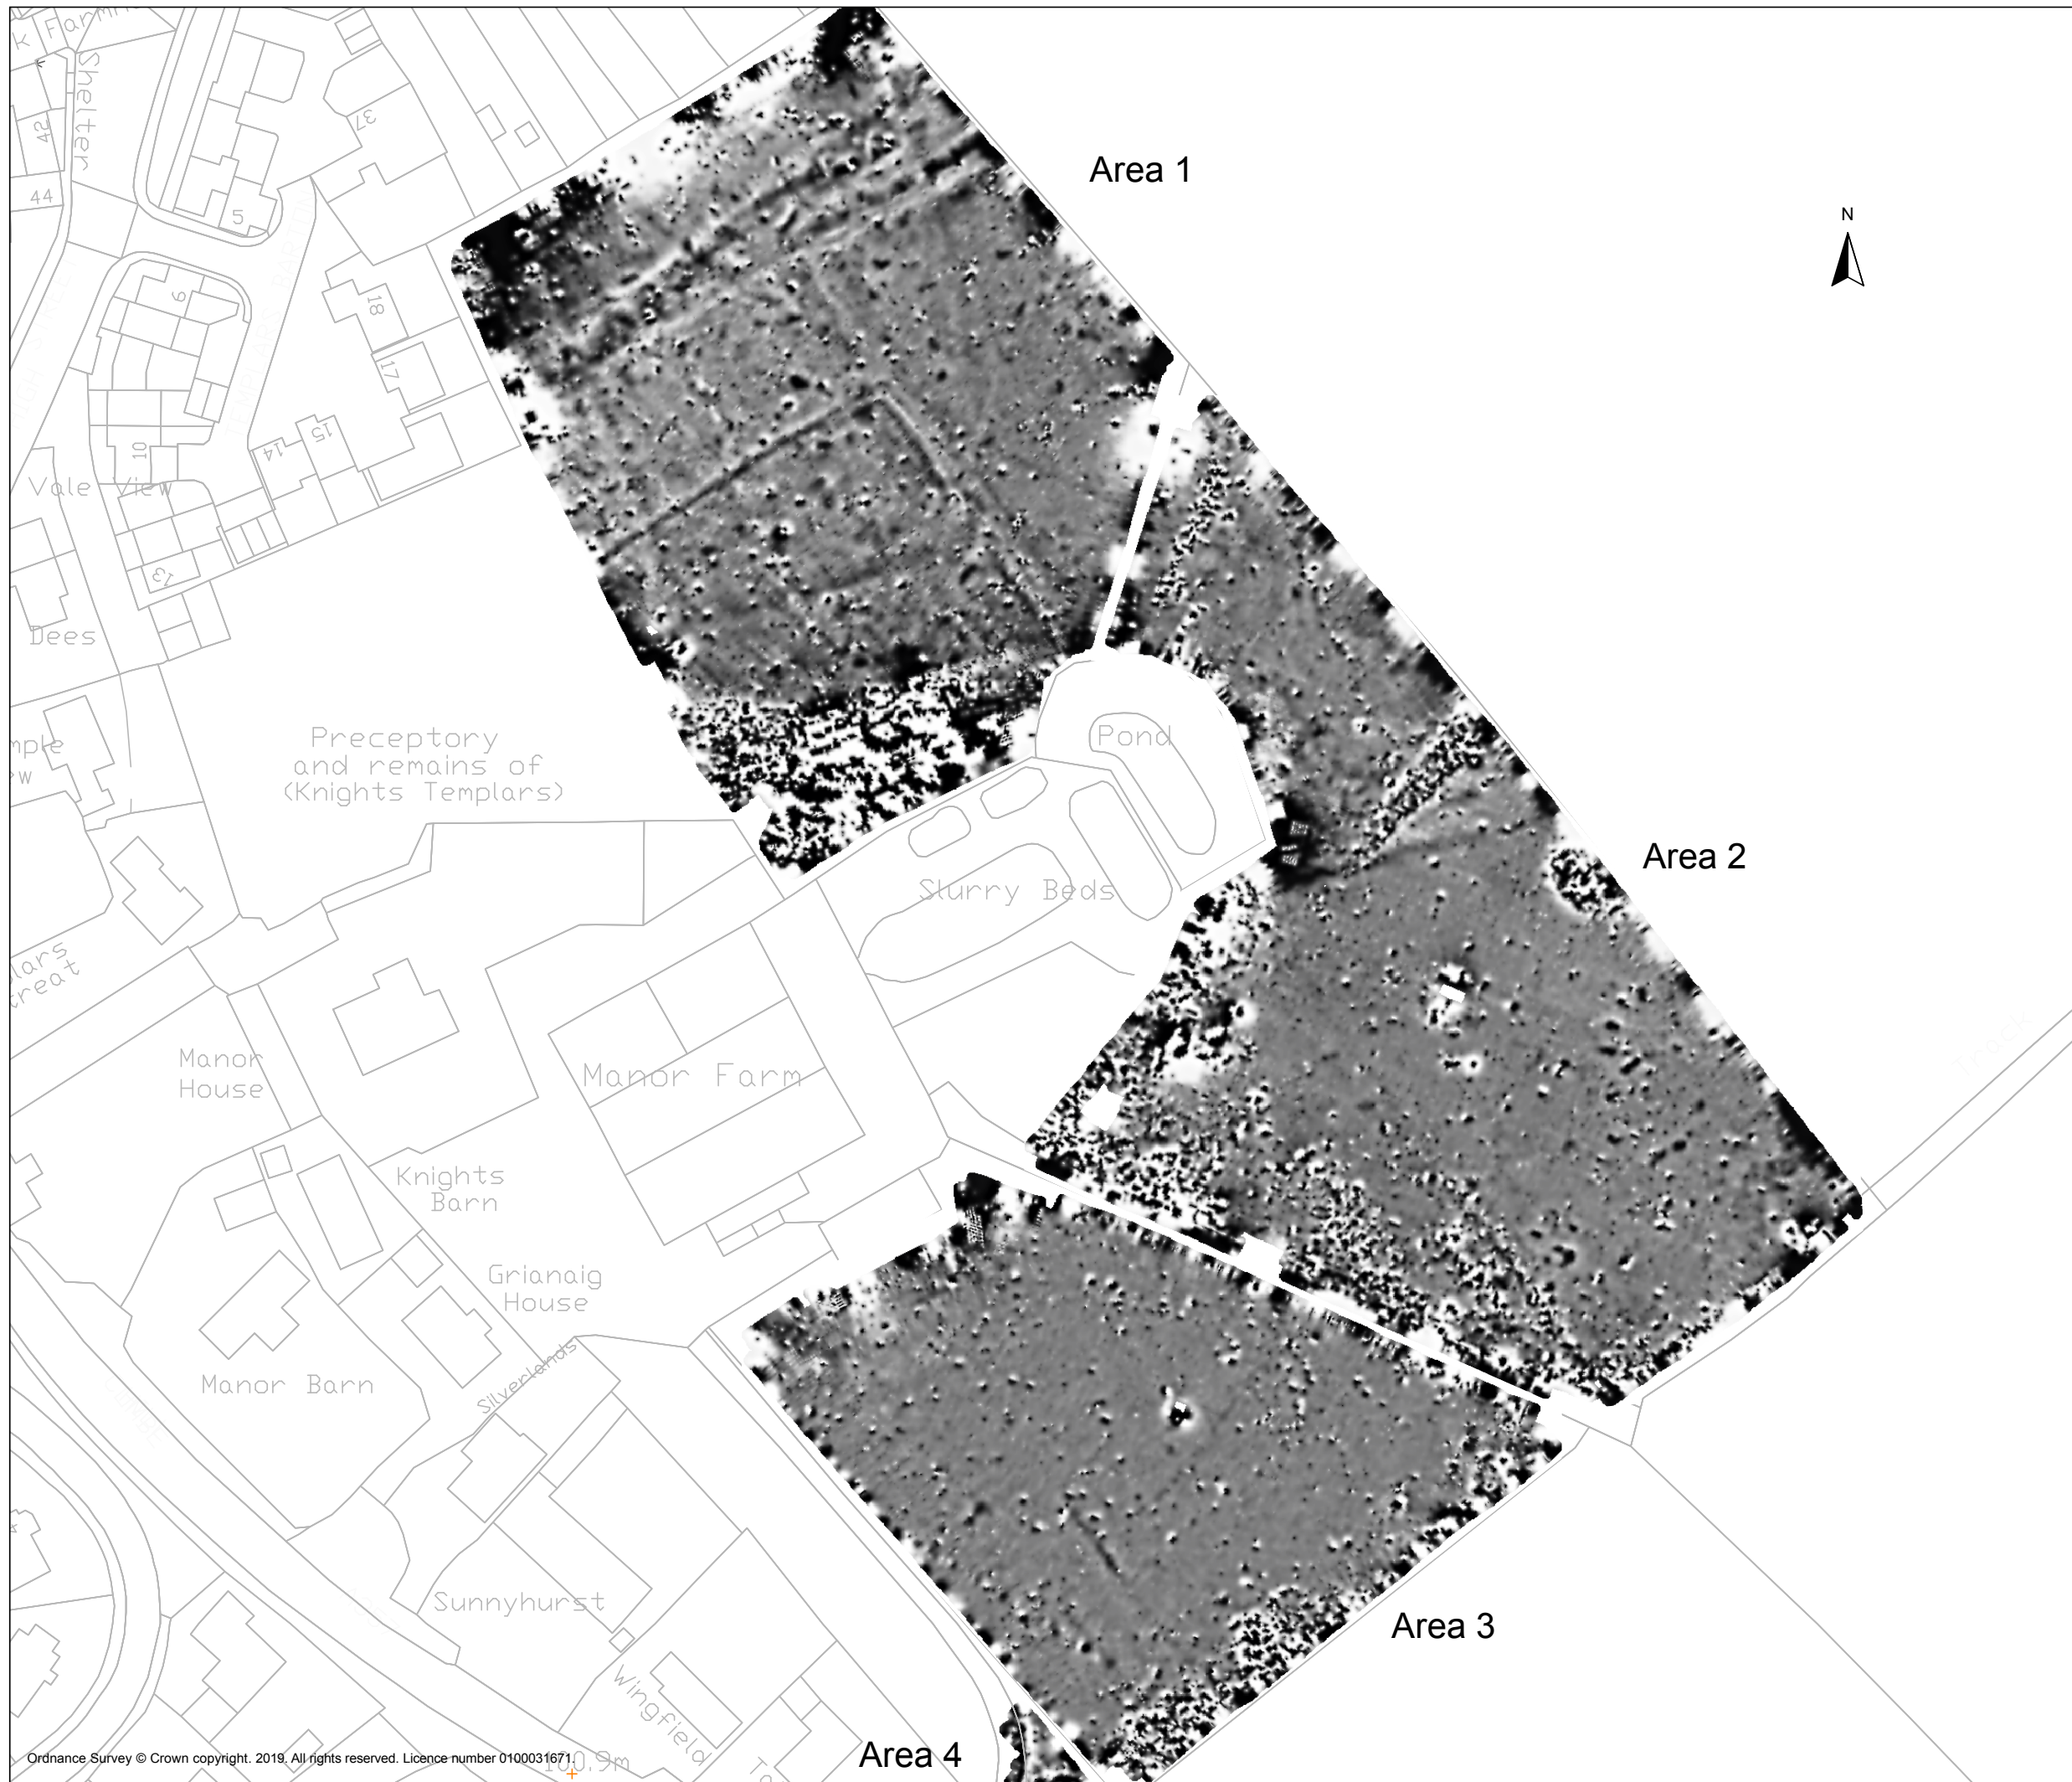 Shelter
42
44
37
5
6
18
17
15
14
10
13
Vale View
Dees
Area 1
N
Preceptory
and remains of
(Knights Templars)
Pond
Slurry Beds
Area 2
Track
Manor
House
Manor Farm
Knights
Barn
Grianaig
House
Manor Barn
Silverlands
Sunnyhurst
Wingfield
Area 3
Area 4
Ordnance Survey © Crown copyright. 2019. All rights reserved. Licence number 0100031671.
100.9m